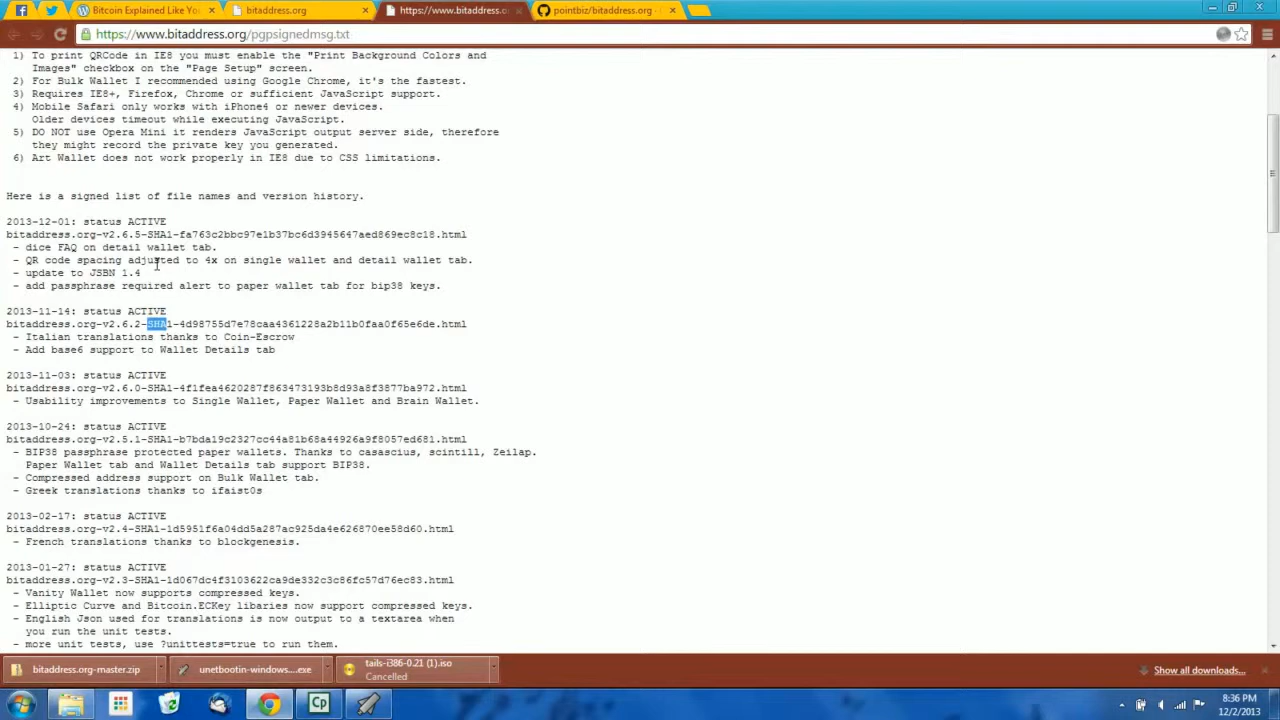 Bitcoin Explained Like Yo
bitaddress.org
https://www.bitaddress.o
pointbiz/bitaddress.org ·
https://www.bitaddress.org/pgpsignedmsg.txt
1) To print QRCode in IE8 you must enable the "Print Background Colors and
Images" checkbox on the "Page Setup" screen.
2) For Bulk Wallet I recommended using Google Chrome, it's the fastest.
3) Requires IE8+, Firefox, Chrome or sufficient JavaScript support.
4) Mobile Safari only works with iPhone4 or newer devices.
Older devices timeout while executing JavaScript.
5) DO NOT use Opera Mini it renders JavaScript output server side, therefore
they might record the private key you generated.
6) Art Wallet does not work properly in IE8 due to CSS limitations.
Here is a signed list of file names and version history.
2013-12-01: status ACTIVE
bitaddress.org-v2.6.5-SHA1-fa763c2bbc97e1b37bc6d3945647aed869ec8c18.html
- dice FAQ on detail wallet tab.
- QR code spacing adjusted to 4x on single wallet and detail wallet tab.
- update to JSBN 1.4
- add passphrase required alert to paper wallet tab for bip38 keys.
2013-11-14: status ACTIVE
bitaddress.org-v2.6.2-SHA1-4d98755d7e78caa4361228a2b11b0faa0f65e6de.html
- Italian translations thanks to Coin-Escrow
- Add base6 support to Wallet Details tab
2013-11-03: status ACTIVE
bitaddress.org-v2.6.0-SHA1-4f1fea4620287f863473193b8d93a8f3877ba972.html
- Usability improvements to Single Wallet, Paper Wallet and Brain Wallet.
2013-10-24: status ACTIVE
bitaddress.org-v2.5.1-SHA1-b7bda19c2327cc44a81b68a44926a9f8057ed681.html
- BIP38 passphrase protected paper wallets. Thanks to casascius, scintill, Zeilap.
Paper Wallet tab and Wallet Details tab support BIP38.
- Compressed address support on Bulk Wallet tab.
- Greek translations thanks to ifaist0s
2013-02-17: status ACTIVE
bitaddress.org-v2.4-SHA1-1d5951f6a04dd5a287ac925da4e626870ee58d60.html
- French translations thanks to blockgenesis.
2013-01-27: status ACTIVE
bitaddress.org-v2.3-SHA1-1d067dc4f3103622ca9de332c3c86fc57d76ec83.html
- Vanity Wallet now supports compressed keys.
- Elliptic Curve and Bitcoin.ECKey libaries now support compressed keys.
- English Json used for translations is now output to a textarea when
you run the unit tests.
- more unit tests, use ?unittests=true to run them.
bitaddress.org-master.zip
unetbootin-windows....exe
tails-i386-0.21 (1).iso
Cancelled
Show all downloads...
Cp
8:36 PM
12/2/2013